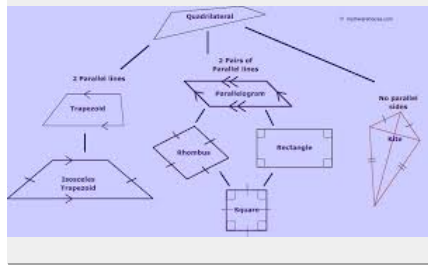 Quadrilateral
2 Parallel lines
2 Pairs of
Parallel lines
No parallel
sides
Trapezoid
Parallelogram
Kite
Rhombus
Rectangle
Isosceles
Trapezoid
Square